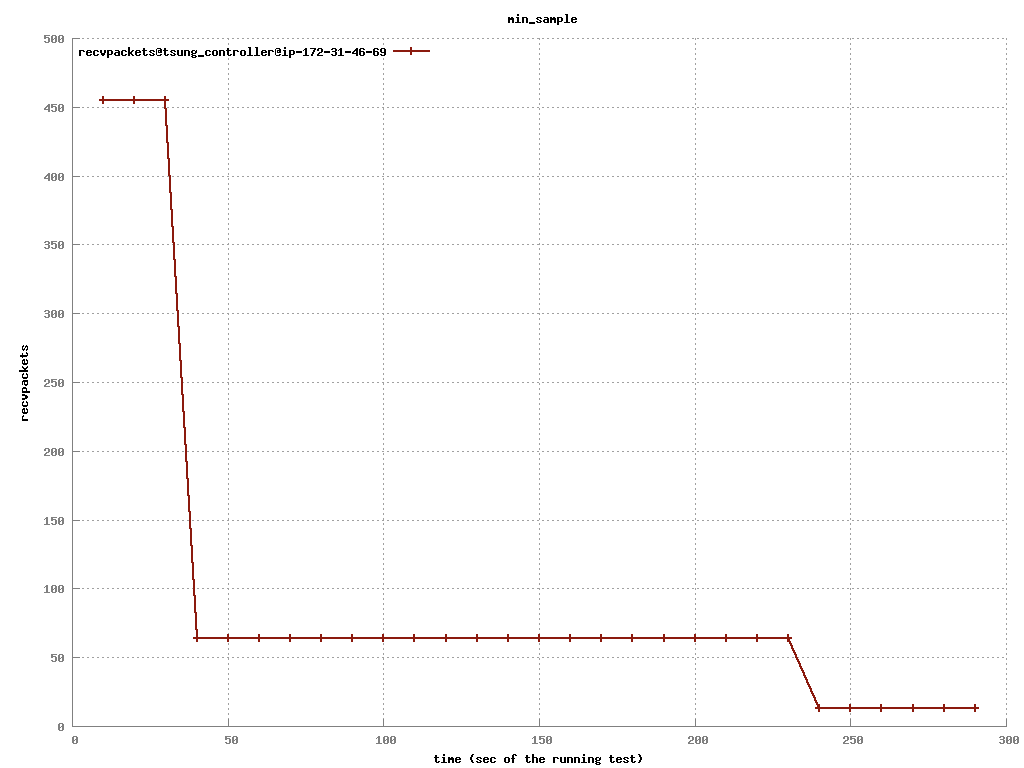 min_sample
500
recvpackets@tsung_controller@ip-172-31-46-69
450
400
350
300
250
200
150
100
50
0
recvpackets
0 50 100 150 200 250 300
time (sec of the running test)